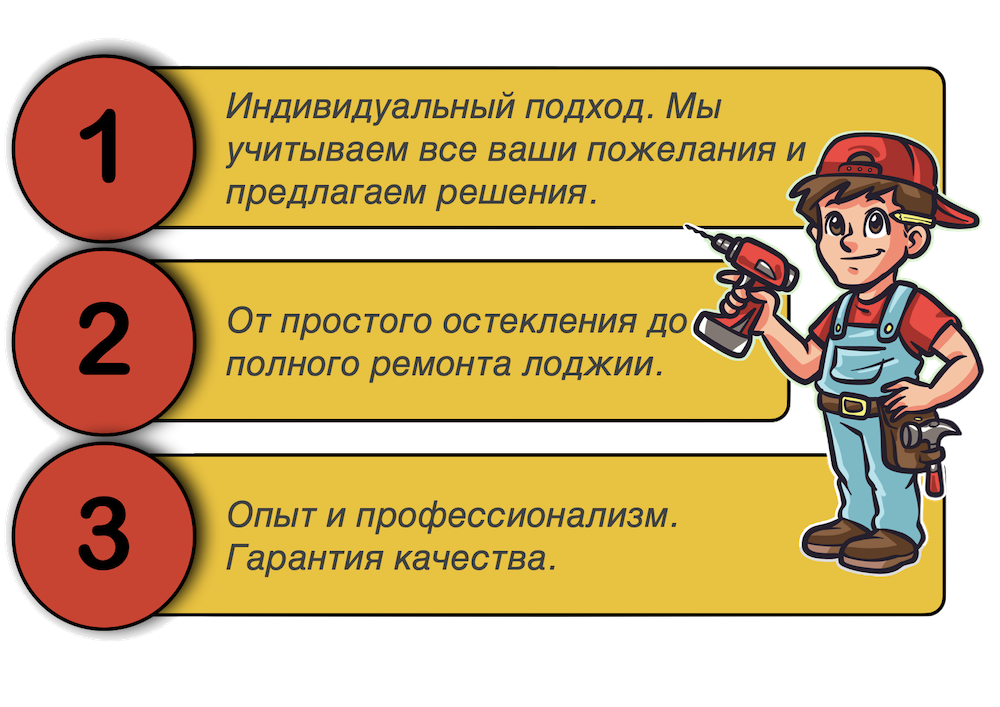 1
Индивидуальный подход. Мы
учитываем все ваши пожелания и
предлагаем решения.
2
От простого остекления до
полного ремонта лоджии.
3
Опыт и профессионализм.
Гарантия качества.